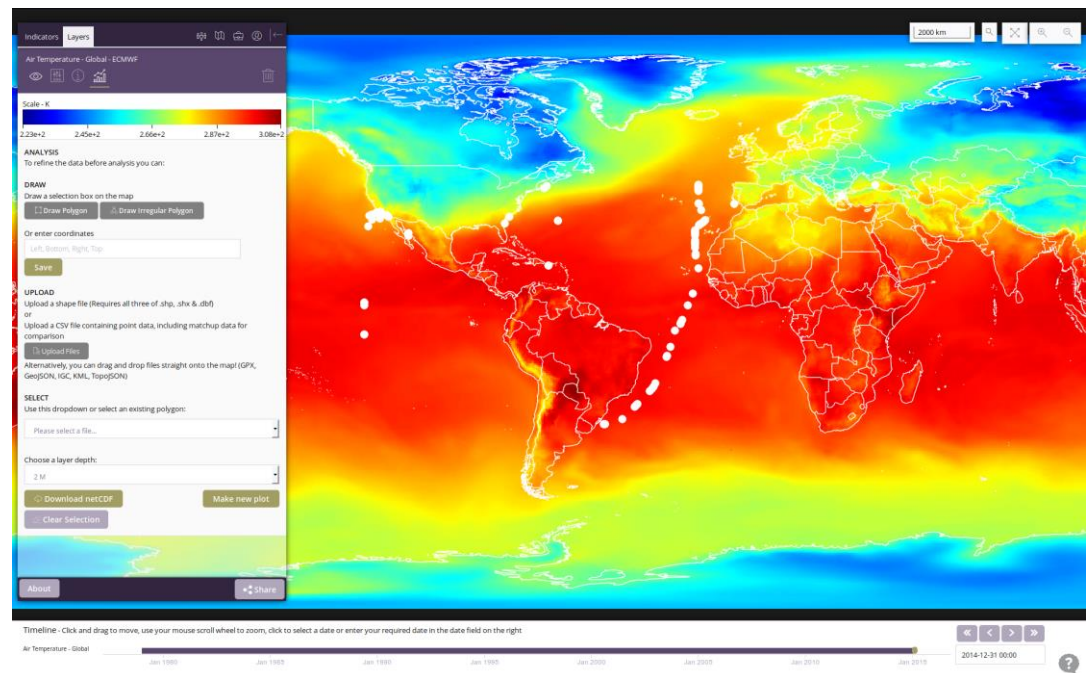 Indicators Layers
Air Temperature - Global - ECMWF
Scale - K
2.23e+2 2.45e+2 2.66e+2 2.87e+2 3.08e+2
ANALYSIS
To refine the data before analysis you can:
DRAW
Draw a selection box on the map
Draw Polygon Draw Irregular Polygon
Or enter coordinates
Left, Bottom, Right, Top
Save
UPLOAD
Upload a shape file (Requires all three of .shp, .shx & .dbf)
or
Upload a CSV file containing point data, including matchup data for
comparison
Upload Files
Alternatively, you can drag and drop files straight onto the map! (GPX,
GeoJSON, IGC, KML, TopoJSON)
SELECT
Use this dropdown or select an existing polygon:
Please select a file...
Choose a layer depth:
2 M
Download netCDF Make new plot
Clear Selection
About Share
2000 km
Timeline - Click and drag to move, use your mouse scroll wheel to zoom, click to select a date or enter your required date in the date field on the right
Air Temperature - Global
Jan 1980 Jan 1985 Jan 1990 Jan 1995 Jan 2000 Jan 2005 Jan 2010 Jan 2015
2014-12-31 00:00
?